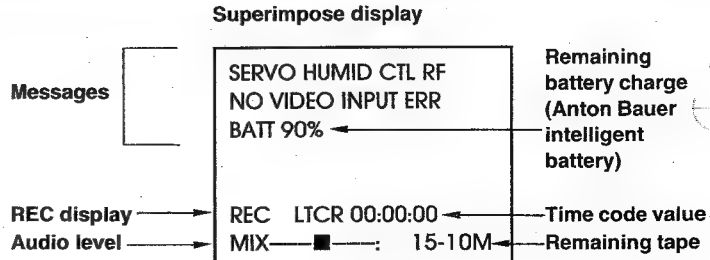 Superimpose display
Messages
SERVO HUMID CTL RF
NO VIDEO INPUT ERR
BATT 90%
Remaining
battery charge
(Anton Bauer
intelligent
battery)
REC display
REC LTCR 00:00:00
Time code value
Audio level
MIX——■——: 15-10M
Remaining tape